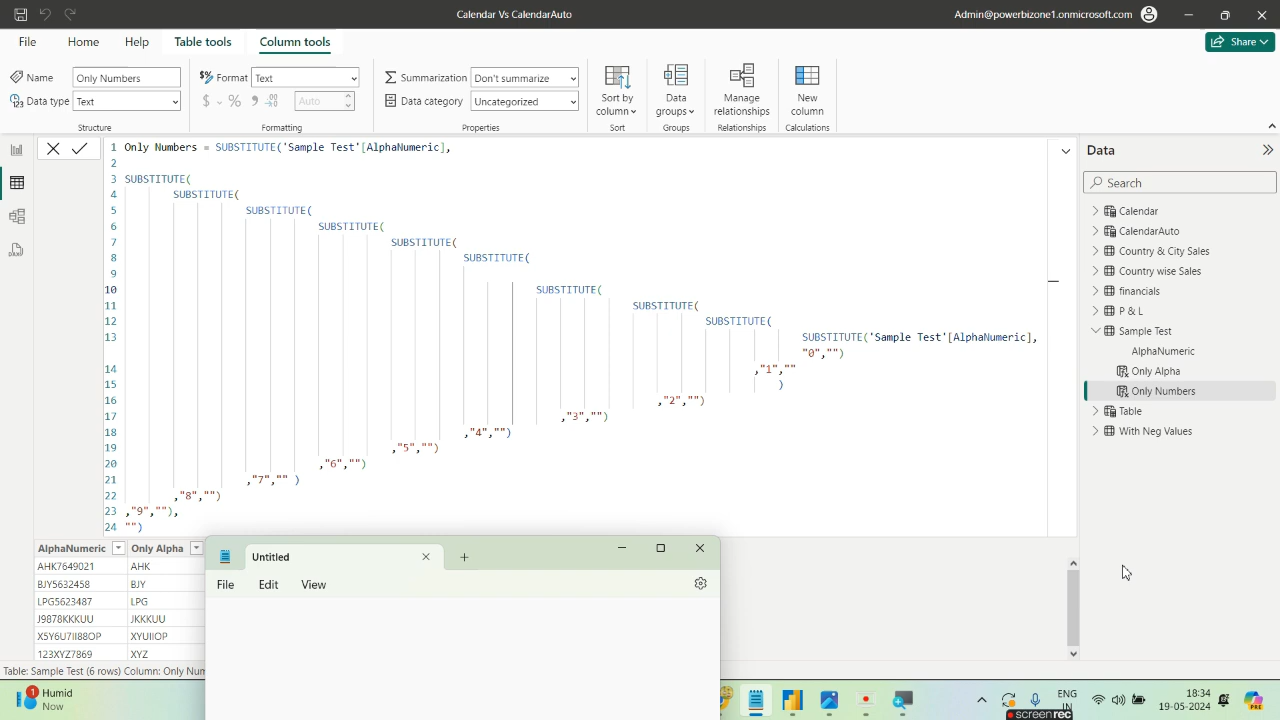 Calendar Vs CalendarAuto
Admin@powerbizone1.onmicrosoft.com
File Home Help Table tools Column tools
Share
Name Only Numbers
Data type Text
Structure
Format Text
$ % Auto
Formatting
Summarization Don't summarize
Data category Uncategorized
Properties
Sort by
column
Sort
Data
groups
Groups
Manage
relationships
Relationships
New
column
Calculations
1 Only Numbers = SUBSTITUTE('Sample Test'[AlphaNumeric],
2
3 SUBSTITUTE(
4 SUBSTITUTE(
5 SUBSTITUTE(
6 SUBSTITUTE(
7 SUBSTITUTE(
8 SUBSTITUTE(
9
10 SUBSTITUTE(
11 SUBSTITUTE(
12 SUBSTITUTE(
13 SUBSTITUTE('Sample Test'[AlphaNumeric],
"0","")
14 ,"1",""
15 )
16 ,"2","")
17 ,"3","")
18 ,"4","")
19 ,"5","")
20 ,"6","")
21 ,"7","" )
22 ,"8","")
23 ,"9",""),
24 "")
Data
Search
Calendar
CalendarAuto
Country & City Sales
Country wise Sales
financials
P & L
Sample Test
AlphaNumeric
Only Alpha
Only Numbers
Table
With Neg Values
AlphaNumeric Only Alpha
AHK7649021 AHK
BJY5632458 BJY
LPG5623487 LPG
J9878KKKUU JKKKUU
X5Y6U7II88OP XYUIIOP
123XYZ7869 XYZ
Table: Sample Test (6 rows) Column: Only Num
Untitled
File Edit View
1
Humid
Now
ENG
IN
18:34
19-05-2024
PRE
screenrec